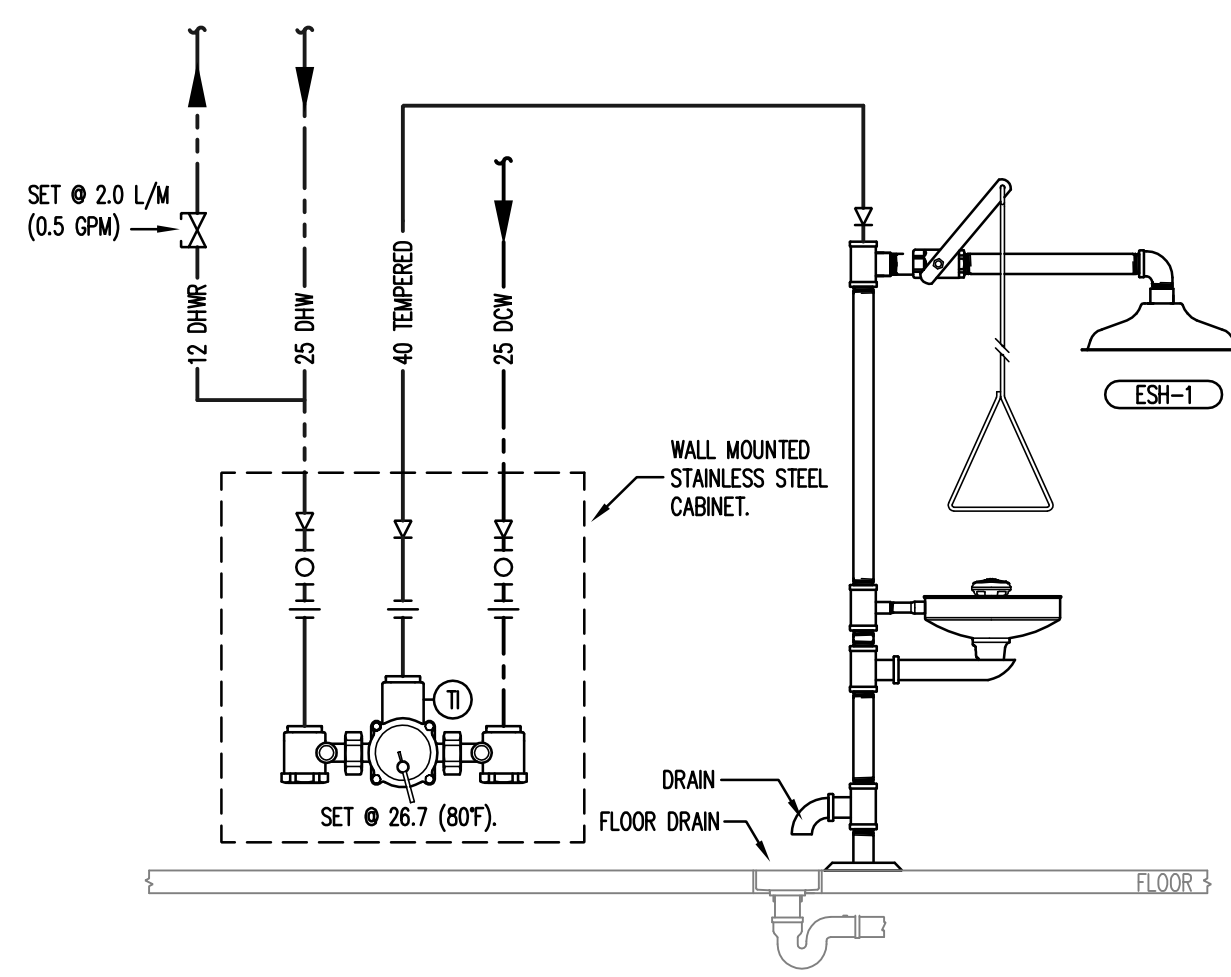 SET @ 2.0 L/M
(0.5 GPM)
12 DHWR
25 DHW
40 TEMPERED
25 DCW
ESH-1
WALL MOUNTED
STAINLESS STEEL
CABINET.
TI
SET @ 26.7 (80°F).
DRAIN
FLOOR DRAIN
FLOOR